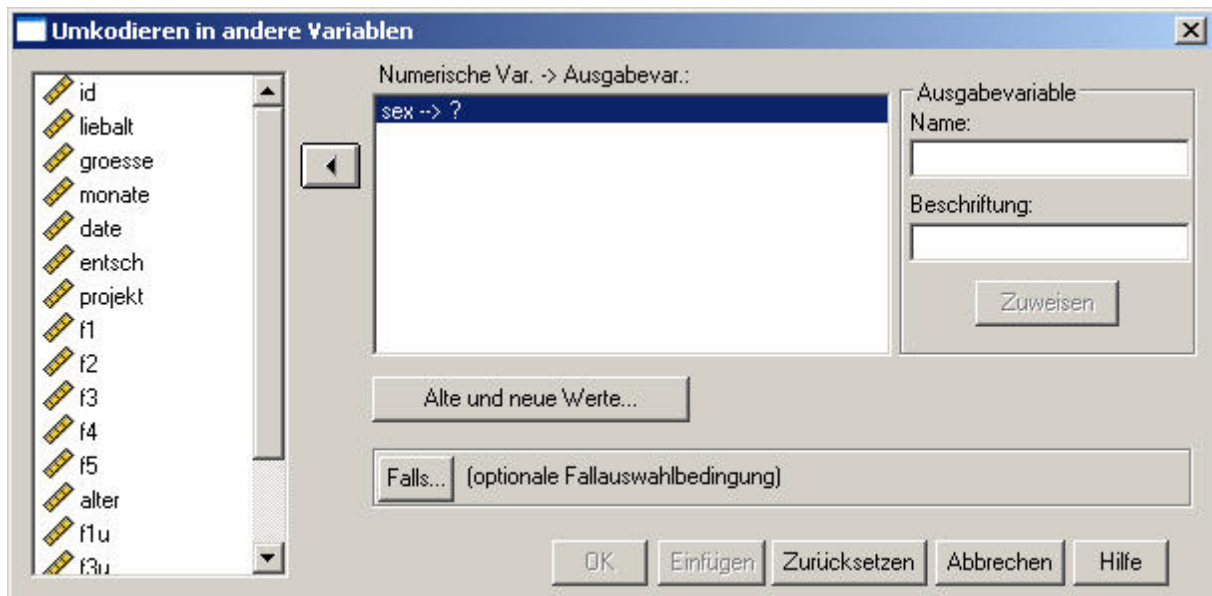 Umkodieren in andere Variablen
id
liebalt
groesse
monate
date
entsch
projekt
f1
f2
f3
f4
f5
alter
f1u
f3u
Numerische Var. -> Ausgabevar.:
sex --> ?
Ausgabevariable
Name:
Beschriftung:
Zuweisen
Alte und neue Werte...
Falls... (optionale Fallauswahlbedingung)
OK Einfügen Zurücksetzen Abbrechen Hilfe